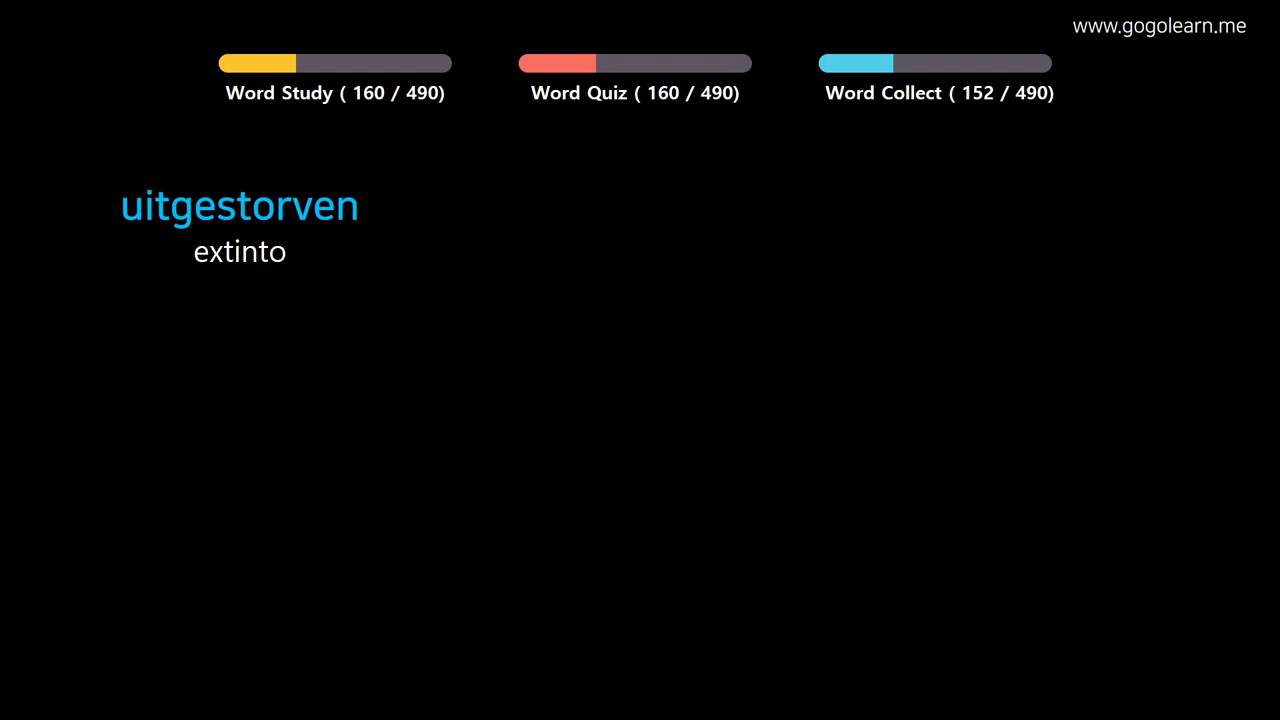 www.gogolearn.me
Word Study ( 160 / 490)
Word Quiz ( 160 / 490)
Word Collect ( 152 / 490)
uitgestorven
extinto